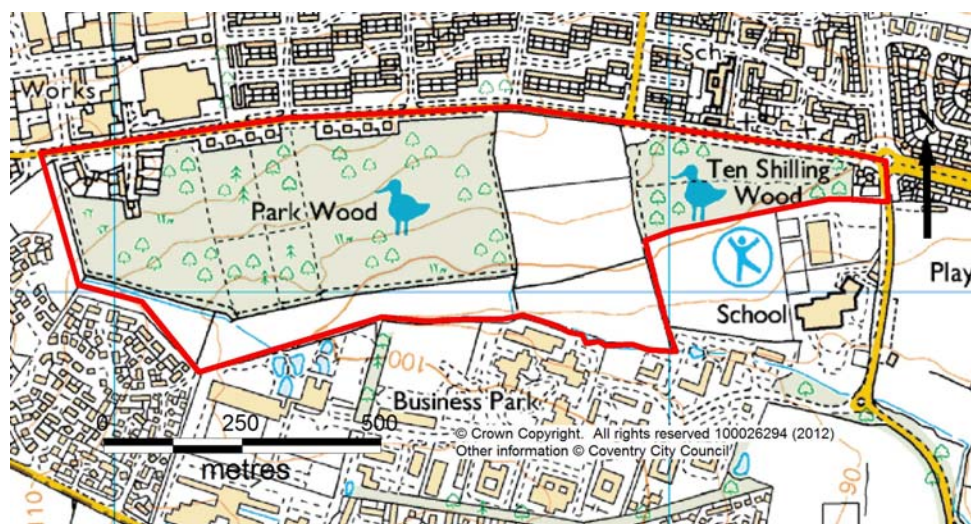 Sch
Works
Ten Shilling
Wood
Park Wood
Play
School
100
Business Park
0 250 500
metres
© Crown Copyright. All rights reserved 100026294 (2012)
Other information © Coventry City Council
110
90